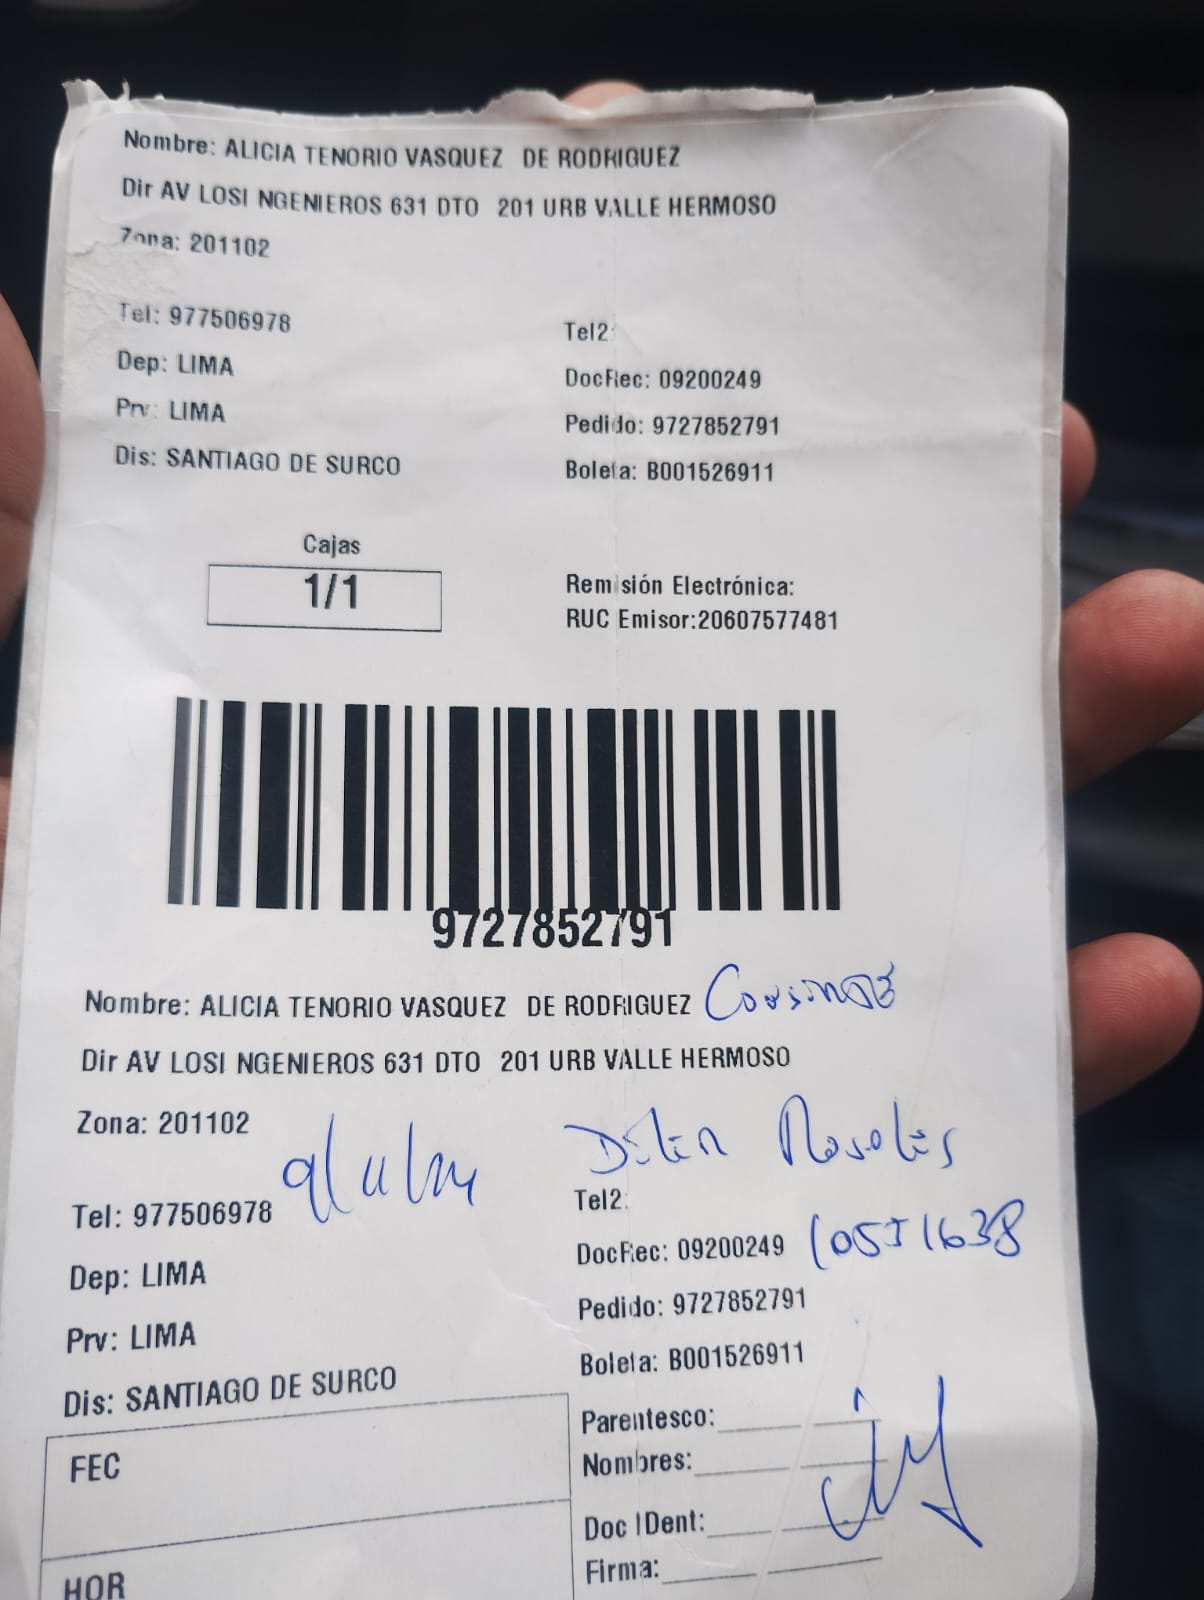 Nombre: ALICIA TENORIO VASQUEZ DE RODRIGUEZ
Dir AV LOSI NGENIEROS 631 DTO 201 URB VALLE HERMOSO
Zona: 201102
Tel: 977506978
Tel2:
Dep: LIMA
DocRec: 09200249
Prv: LIMA
Pedido: 9727852791
Dis: SANTIAGO DE SURCO
Boleta: B001526911
Cajas
1/1
Remisión Electrónica:
RUC Emisor:20607577481
9727852791
Nombre: ALICIA TENORIO VASQUEZ DE RODRIGUEZ
Dir AV LOSI NGENIEROS 631 DTO 201 URB VALLE HERMOSO
Zona: 201102
Tel: 977506978
Tel2:
Dep: LIMA
DocRec: 09200249 10551638
Prv: LIMA
Pedido: 9727852791
Dis: SANTIAGO DE SURCO
Boleta: B001526911
Parentesco:
FEC
Nombres:
Doc IDent:
HOR
Firma: